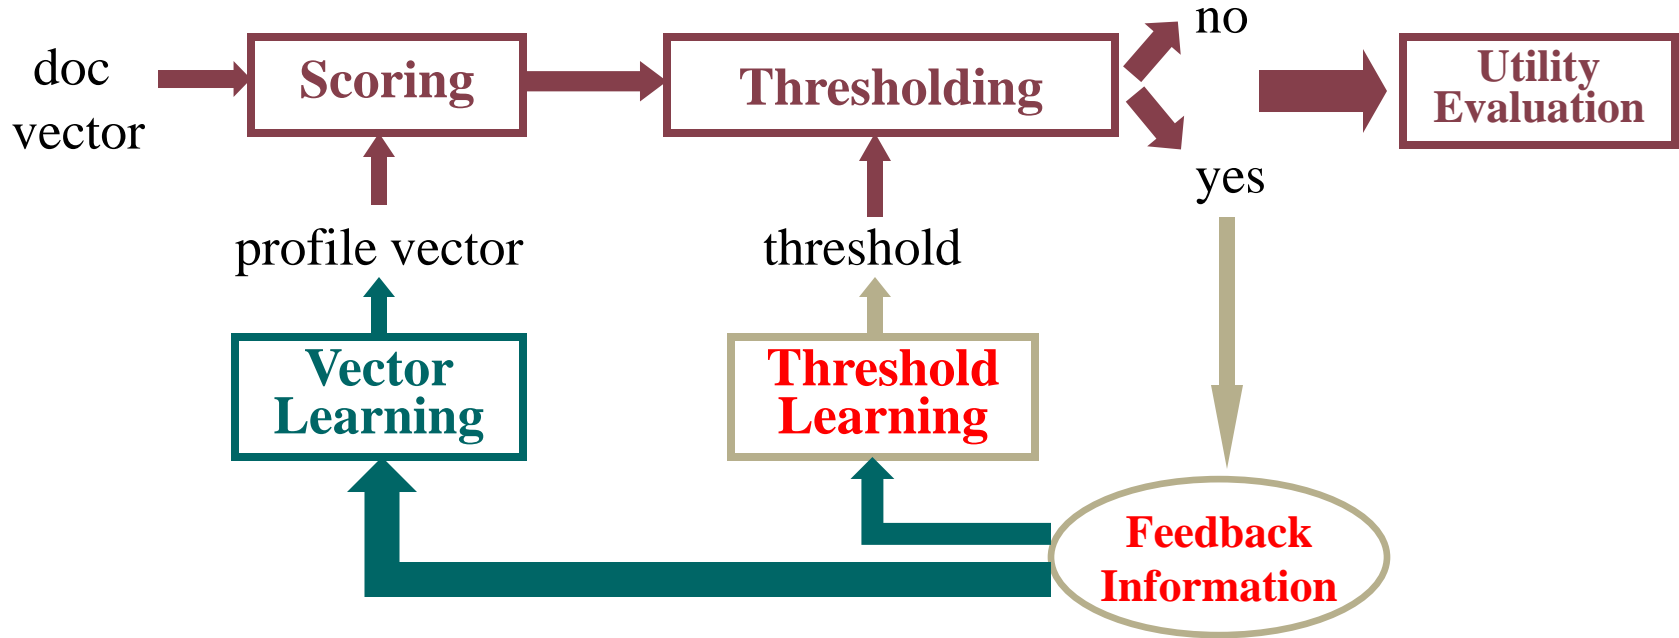 doc
vector
Scoring
Thresholding
no
yes
Utility
Evaluation
profile vector
threshold
Vector
Learning
Threshold
Learning
Feedback
Information